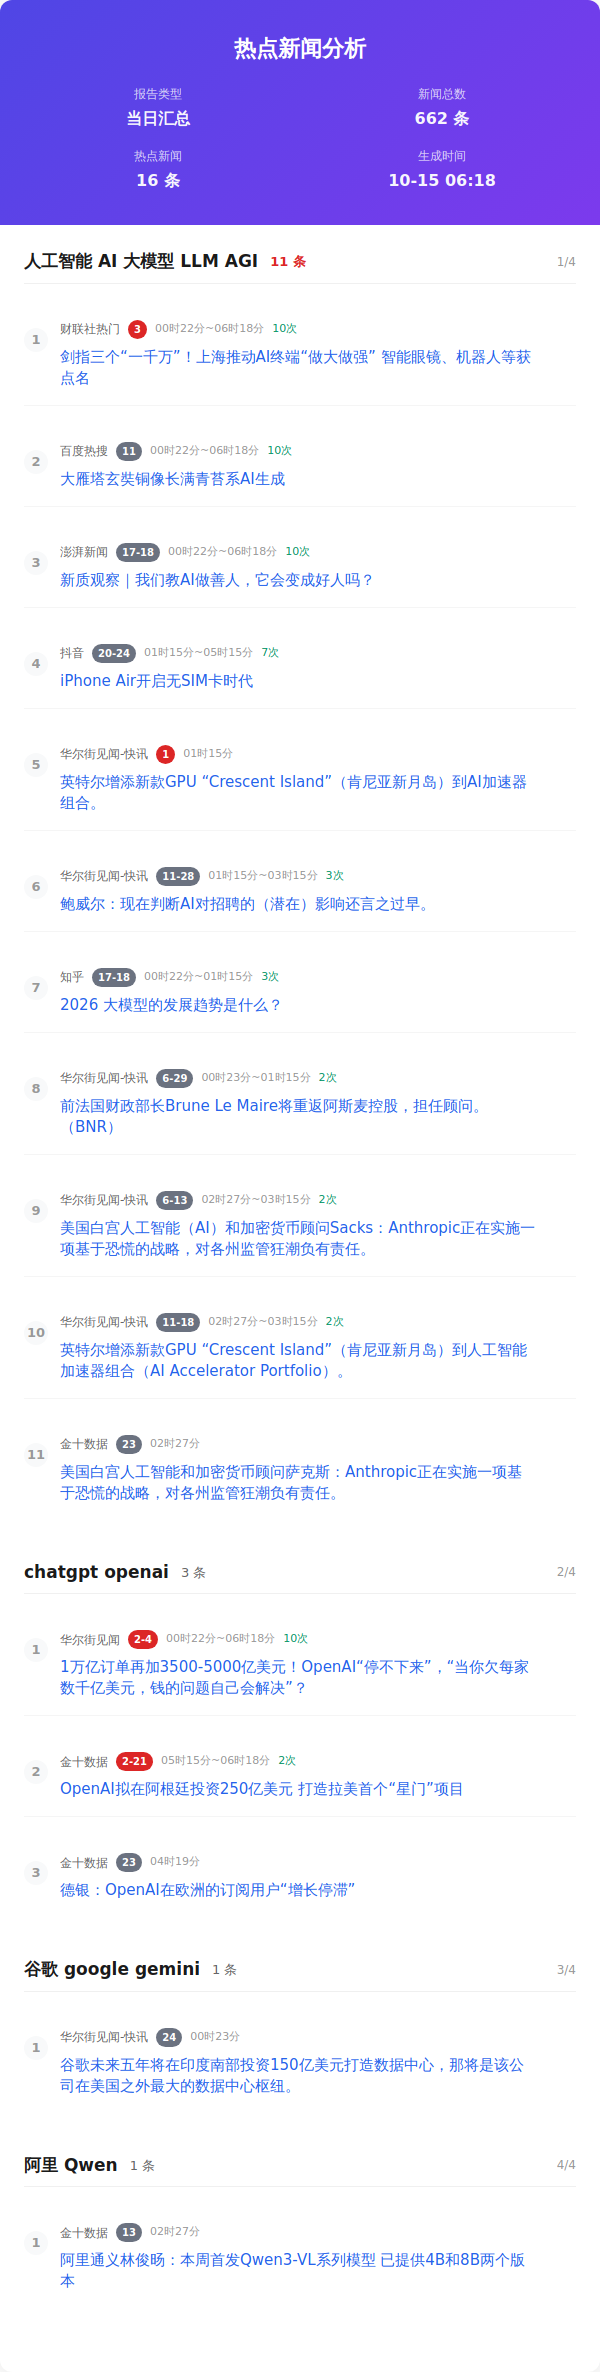 热点新闻分析
报告类型
当日汇总
新闻总数
662 条
热点新闻
16 条
生成时间
10-15 06:18
人工智能 AI 大模型 LLM AGI 11 条 1/4
1
财联社热门 3 00时22分~06时18分 10次
剑指三个“一千万”！上海推动AI终端“做大做强” 智能眼镜、机器人等获
点名
2
百度热搜 11 00时22分~06时18分 10次
大雁塔玄奘铜像长满青苔系AI生成
3
澎湃新闻 17-18 00时22分~06时18分 10次
新质观察｜我们教AI做善人，它会变成好人吗？
4
抖音 20-24 01时15分~05时15分 7次
iPhone Air开启无SIM卡时代
5
华尔街见闻-快讯 1 01时15分
英特尔增添新款GPU “Crescent Island”（肯尼亚新月岛）到AI加速器
组合。
6
华尔街见闻-快讯 11-28 01时15分~03时15分 3次
鲍威尔：现在判断AI对招聘的（潜在）影响还言之过早。
7
知乎 17-18 00时22分~01时15分 3次
2026 大模型的发展趋势是什么？
8
华尔街见闻-快讯 6-29 00时23分~01时15分 2次
前法国财政部长Brune Le Maire将重返阿斯麦控股，担任顾问。
（BNR）
9
华尔街见闻-快讯 6-13 02时27分~03时15分 2次
美国白宫人工智能（AI）和加密货币顾问Sacks：Anthropic正在实施一
项基于恐慌的战略，对各州监管狂潮负有责任。
10
华尔街见闻-快讯 11-18 02时27分~03时15分 2次
英特尔增添新款GPU “Crescent Island”（肯尼亚新月岛）到人工智能
加速器组合（AI Accelerator Portfolio）。
11
金十数据 23 02时27分
美国白宫人工智能和加密货币顾问萨克斯：Anthropic正在实施一项基
于恐慌的战略，对各州监管狂潮负有责任。
chatgpt openai 3 条 2/4
1
华尔街见闻 2-4 00时22分~06时18分 10次
1万亿订单再加3500-5000亿美元！OpenAI“停不下来”，“当你欠每家
数千亿美元，钱的问题自己会解决”？
2
金十数据 2-21 05时15分~06时18分 2次
OpenAI拟在阿根廷投资250亿美元 打造拉美首个“星门”项目
3
金十数据 23 04时19分
德银：OpenAI在欧洲的订阅用户“增长停滞”
谷歌 google gemini 1 条 3/4
1
华尔街见闻-快讯 24 00时23分
谷歌未来五年将在印度南部投资150亿美元打造数据中心，那将是该公
司在美国之外最大的数据中心枢纽。
阿里 Qwen 1 条 4/4
1
金十数据 13 02时27分
阿里通义林俊旸：本周首发Qwen3-VL系列模型 已提供4B和8B两个版
本